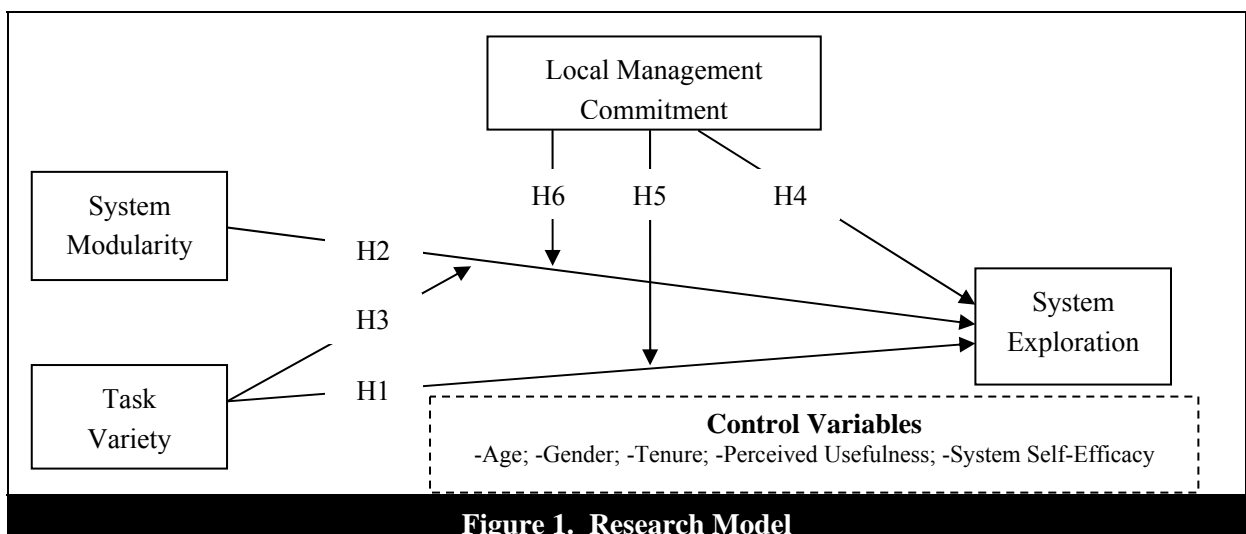 Local Management
Commitment
System
Modularity
H6
H5
H4
H2
H3
H1
System
Exploration
Task
Variety
Control Variables
-Age; -Gender; -Tenure; -Perceived Usefulness; -System Self-Efficacy
Figure 1. Research Model